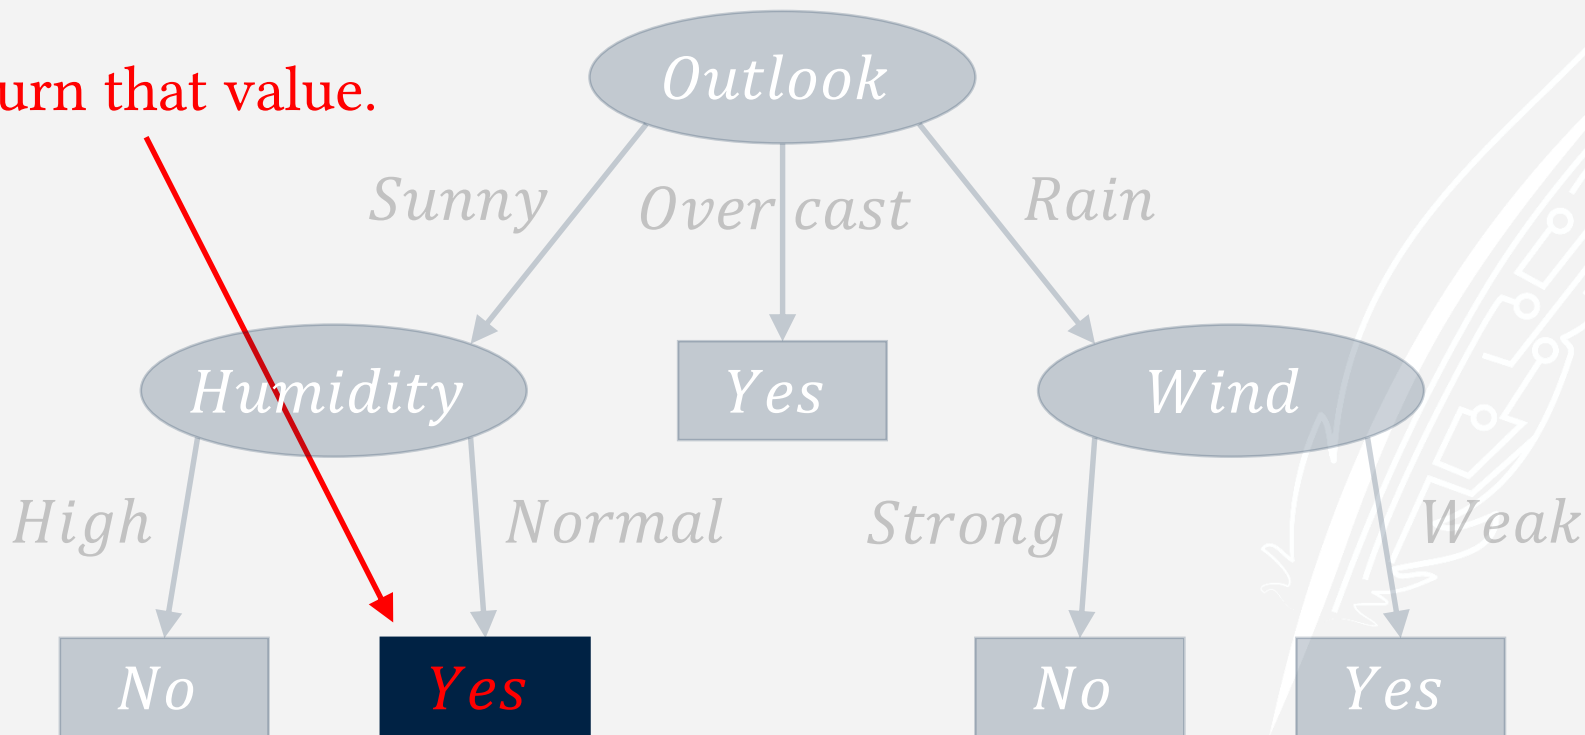 Outlook
urn that value.
Sunny
Over cast
Rain
Humidity
Yes
Wind
High
Normal
Strong
Weak
No
Yes
No
Yes